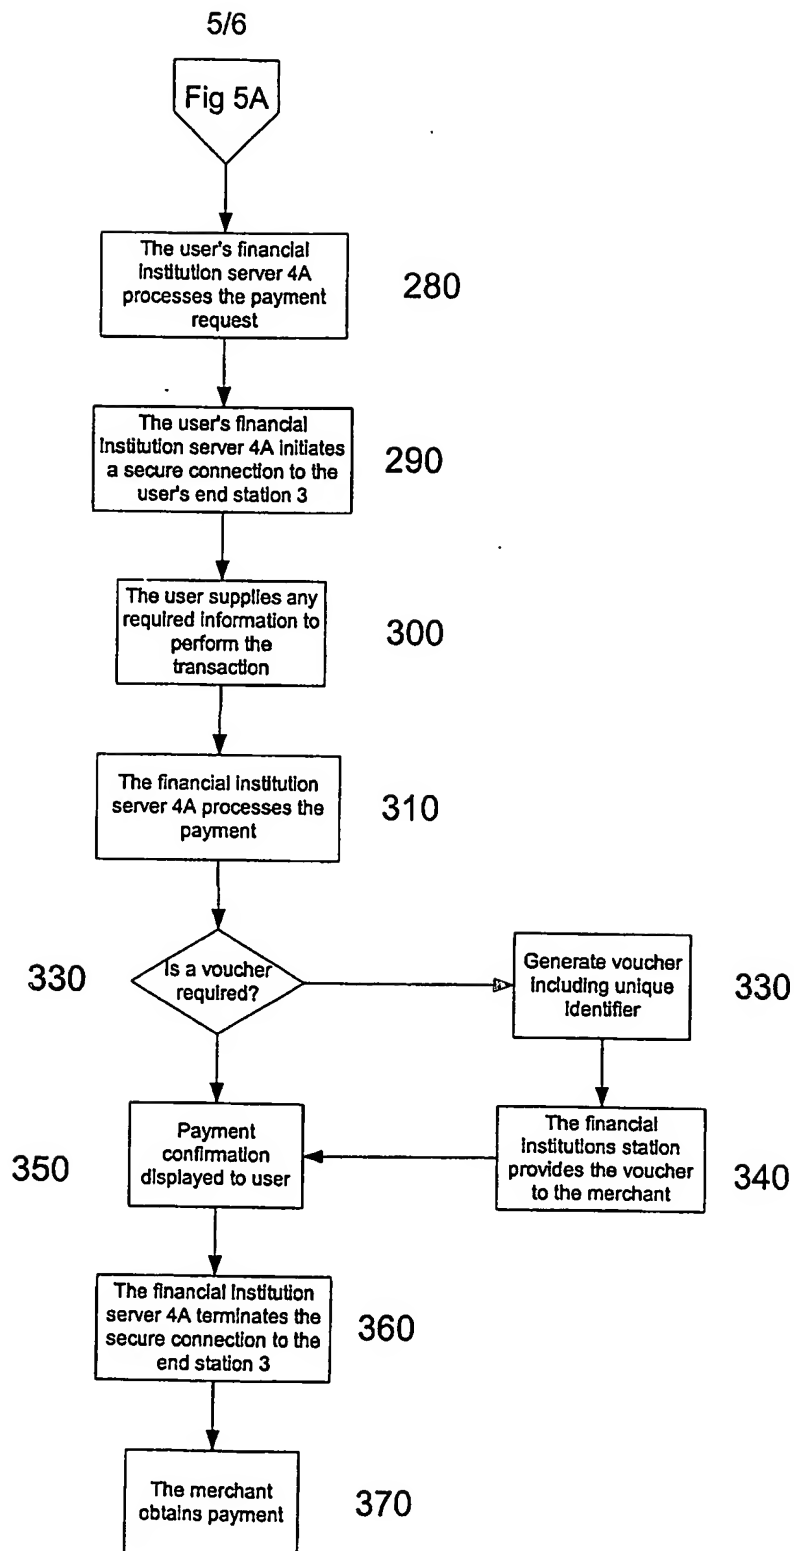 5/6
Fig 5A
The user's financial
institution server 4A
processes the payment
request
280
The user's financial
institution server 4A initiates
a secure connection to the
user's end station 3
290
The user supplies any
required information to
perform the
transaction
300
The financial institution
server 4A processes the
payment
310
330
Is a voucher
required?
Generate voucher
including unique
identifier
330
350
Payment
confirmation
displayed to user
The financial
institutions station
provides the voucher
to the merchant
340
The financial institution
server 4A terminates the
secure connection to the
end station 3
360
The merchant
obtains payment
370